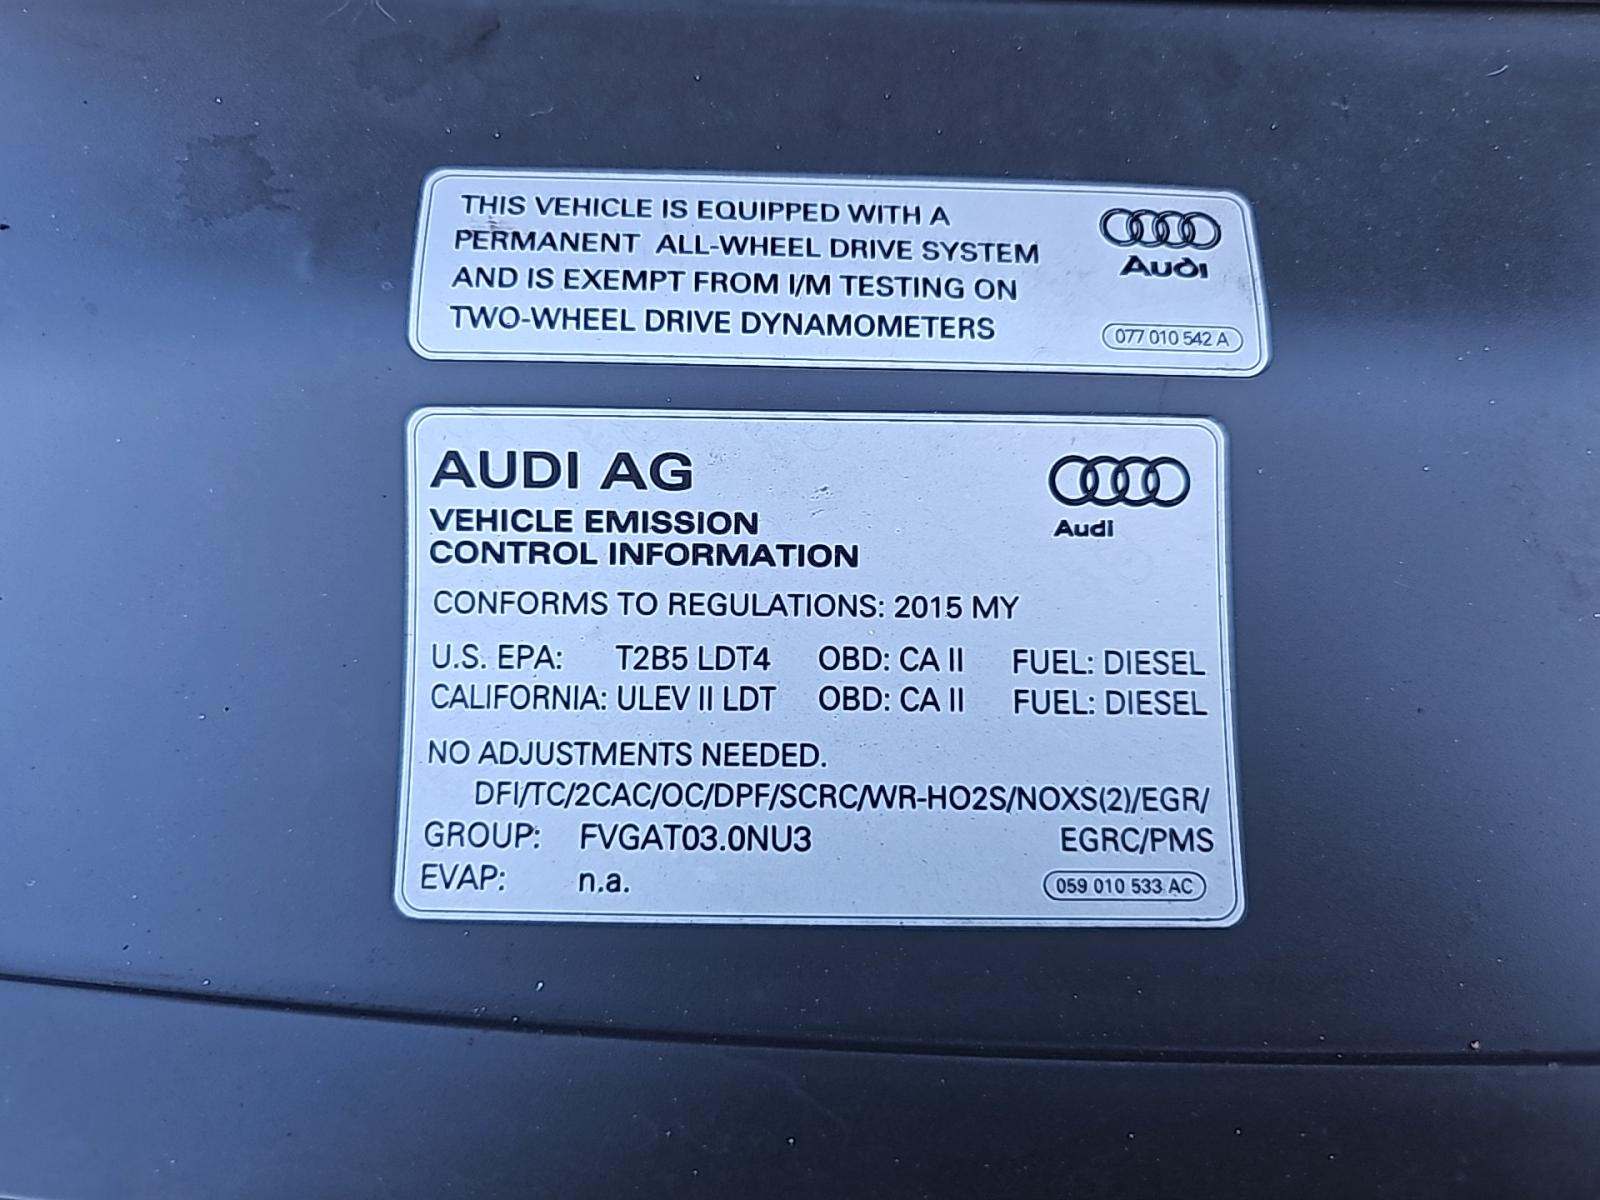 THIS VEHICLE IS EQUIPPED WITH A
PERMANENT ALL-WHEEL DRIVE SYSTEM
AND IS EXEMPT FROM I/M TESTING ON
TWO-WHEEL DRIVE DYNAMOMETERS
Audi
077 010 542 A
AUDI AG
VEHICLE EMISSION
CONTROL INFORMATION
Audi
CONFORMS TO REGULATIONS: 2015 MY
U.S. EPA: T2B5 LDT4 OBD: CA II FUEL: DIESEL
CALIFORNIA: ULEV II LDT OBD: CA II FUEL: DIESEL
NO ADJUSTMENTS NEEDED.
DFI/TC/2CAC/OC/DPF/SCRC/WR-HO2S/NOXS(2)/EGR/
GROUP: FVGAT03.0NU3 EGRC/PMS
EVAP: n.a. 059 010 533 AC